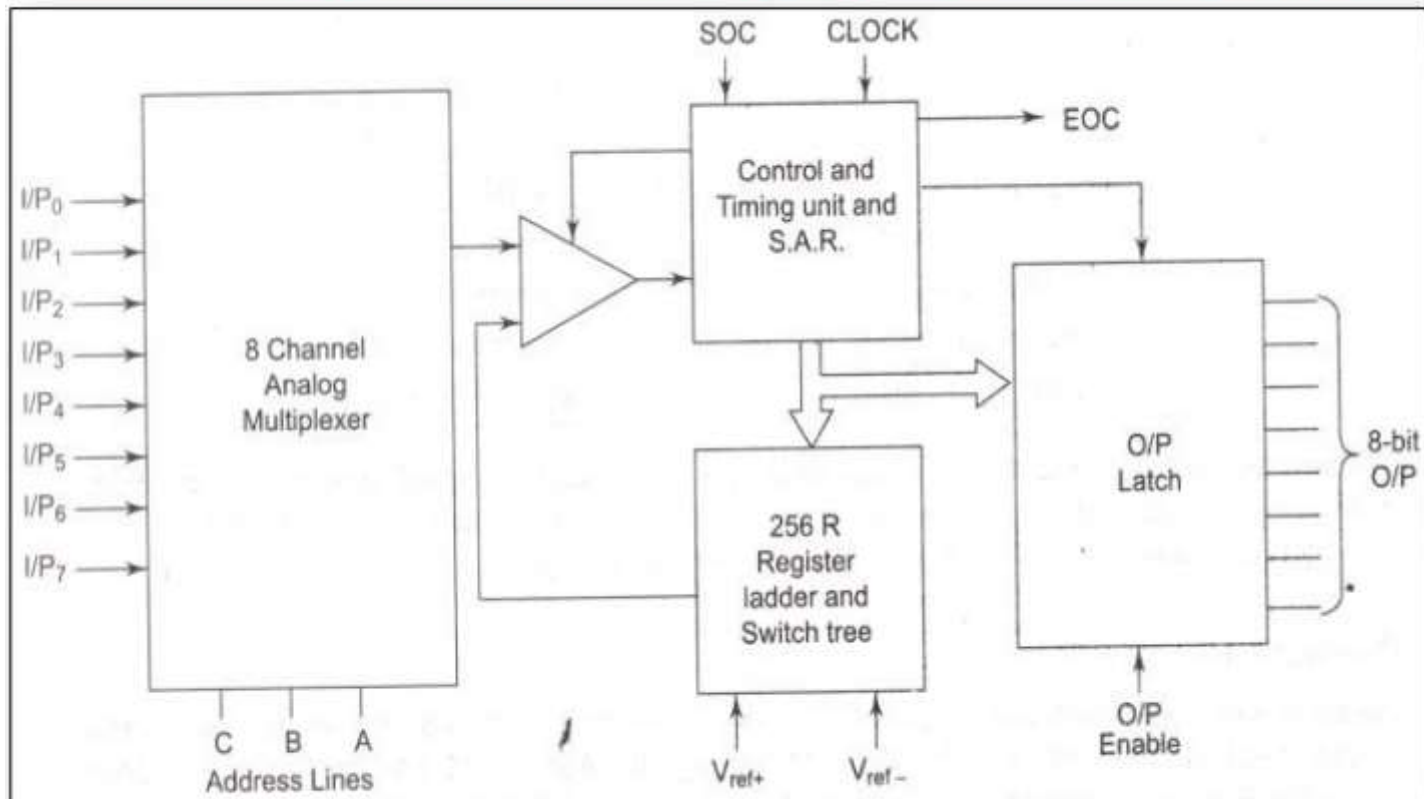 SOC CLOCK
EOC
Control and
Timing unit and
S.A.R.
I/P₀
I/P₁
I/P₂
I/P₃
I/P₄
I/P₅
I/P₆
I/P₇
8 Channel
Analog
Multiplexer
O/P
Latch
8-bit
O/P
256 R
Register
ladder and
Switch tree
C B A
Address Lines
Vref+ Vref–
O/P
Enable